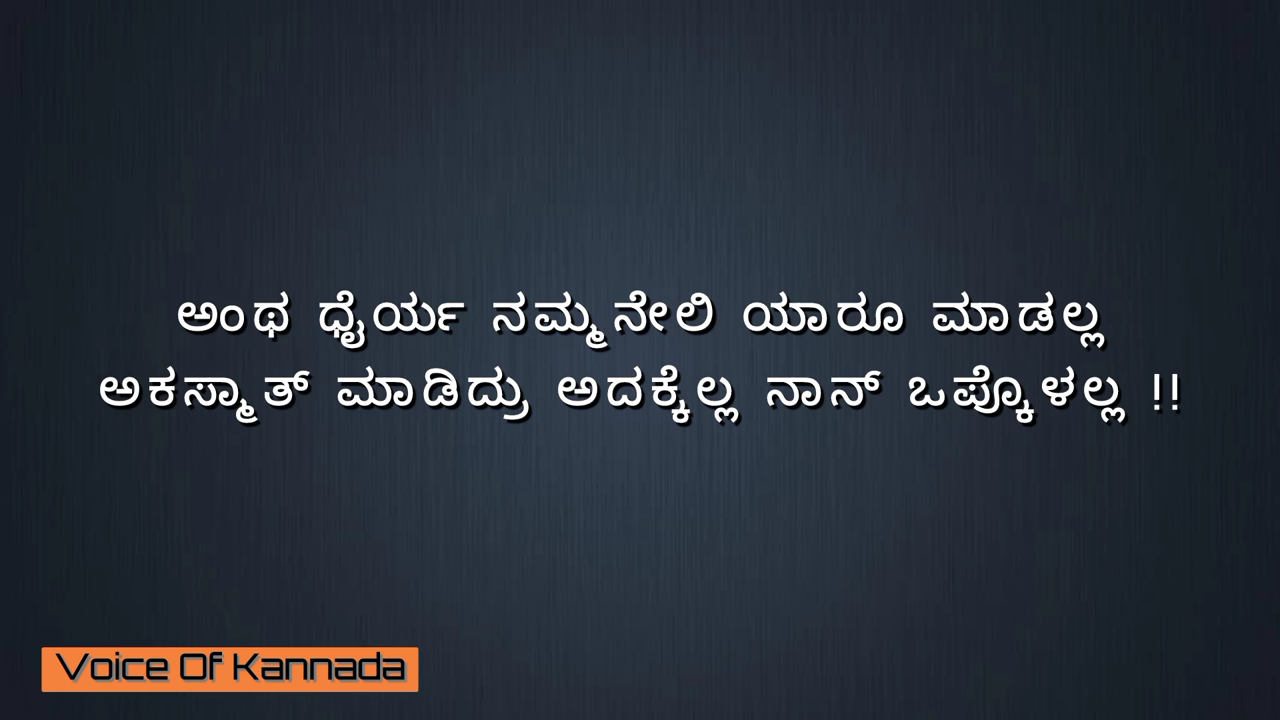 ಅಂಥ ಧೈರ್ಯ ನಮ್ಮನೇಲಿ ಯಾರೂ ಮಾಡಲ್ಲ
ಅಕಸ್ಮಾತ್ ಮಾಡಿದ್ರು ಅದಕ್ಕೆಲ್ಲ ನಾನ್ ಒಪ್ಕೊಳಲ್ಲ !!
Voice Of Kannada